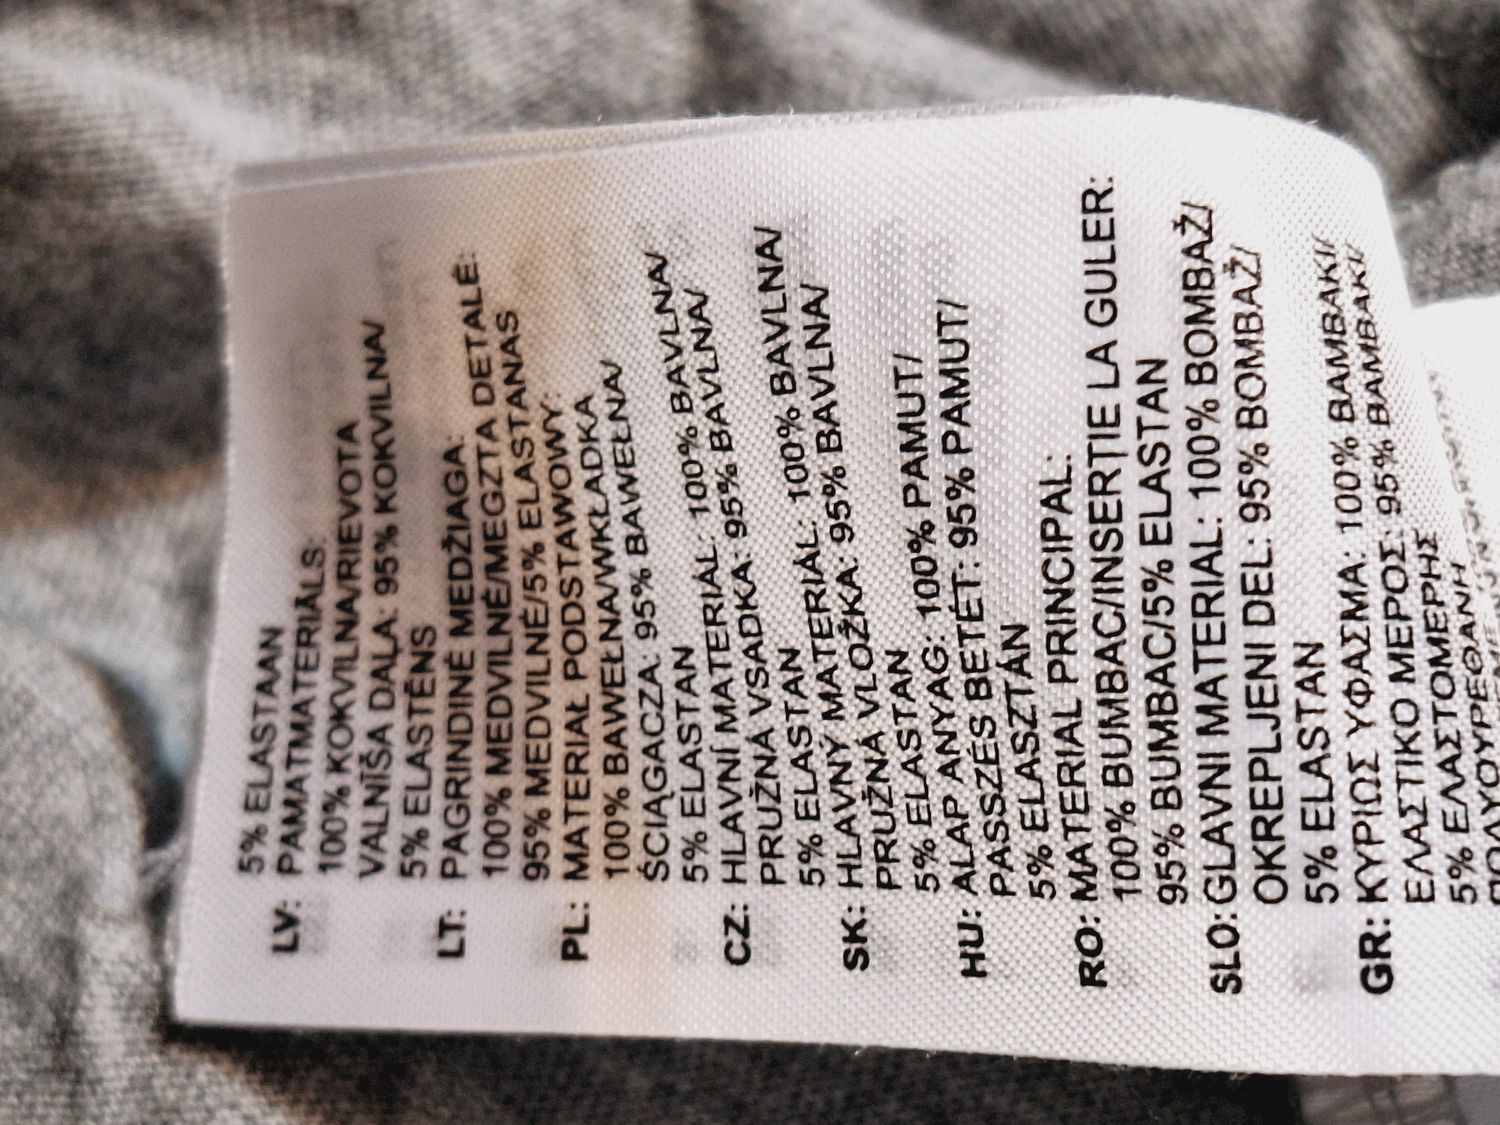 5% ELASTAAN
LV: PAMATMATERIĀLS:
100% KOKVILNA/RIEVOTA
VALNĪŠA DAĻA: 95% KOKVILNA/
5% ELASTĒNS
LT: PAGRINDINĖ MEDŽIAGA:
100% MEDVILNĖ/MEGZTA DETALĖ:
95% MEDVILNĖ/5% ELASTANAS
PL: MATERIAŁ PODSTAWOWY:
100% BAWEŁNA/WKŁADKA
ŚCIĄGACZA: 95% BAWEŁNA/
5% ELASTAN
CZ: HLAVNÍ MATERIÁL: 100% BAVLNA/
PRUŽNÁ VSADKA: 95% BAVLNA/
5% ELASTAN
SK: HLAVNÝ MATERIÁL: 100% BAVLNA/
PRUŽNÁ VLOŽKA: 95% BAVLNA/
5% ELASTAN
HU: ALAP ANYAG: 100% PAMUT/
PASSZÉS BETÉT: 95% PAMUT/
5% ELASZTÁN
RO: MATERIAL PRINCIPAL:
100% BUMBAC/INSERȚIE LA GULER:
95% BUMBAC/5% ELASTAN
SLO: GLAVNI MATERIAL: 100% BOMBAŽ/
OKREPLJENI DEL: 95% BOMBAŽ/
5% ELASTAN
GR: ΚΥΡΙΩΣ ΥΦΑΣΜΑ: 100% ΒΑΜΒΑΚΙ/
ΕΛΑΣΤΙΚΟ ΜΕΡΟΣ: 95% ΒΑΜΒΑΚΙ/
5% ΕΛΑΣΤΟΜΕΡΗΣ
ΠΟΛΥΟΥΡΕΘΑΝΗ